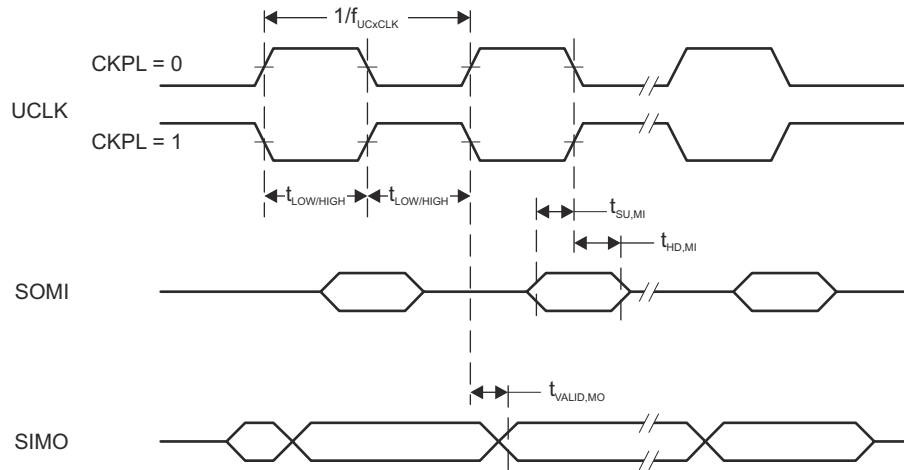 1/fUCxCLK
CKPL = 0
UCLK
CKPL = 1
tLOW/HIGH tLOW/HIGH
tSU,MI
tHD,MI
SOMI
tVALID,MO
SIMO